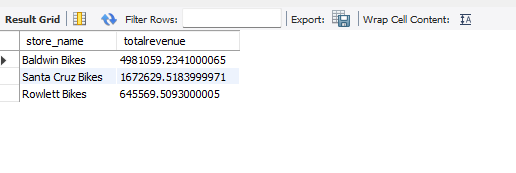 Result Grid Filter Rows: Export: Wrap Cell Content:
store_name totalrevenue
Baldwin Bikes 4981059.2341000065
Santa Cruz Bikes 1672629.5183999971
Rowlett Bikes 645569.5093000005